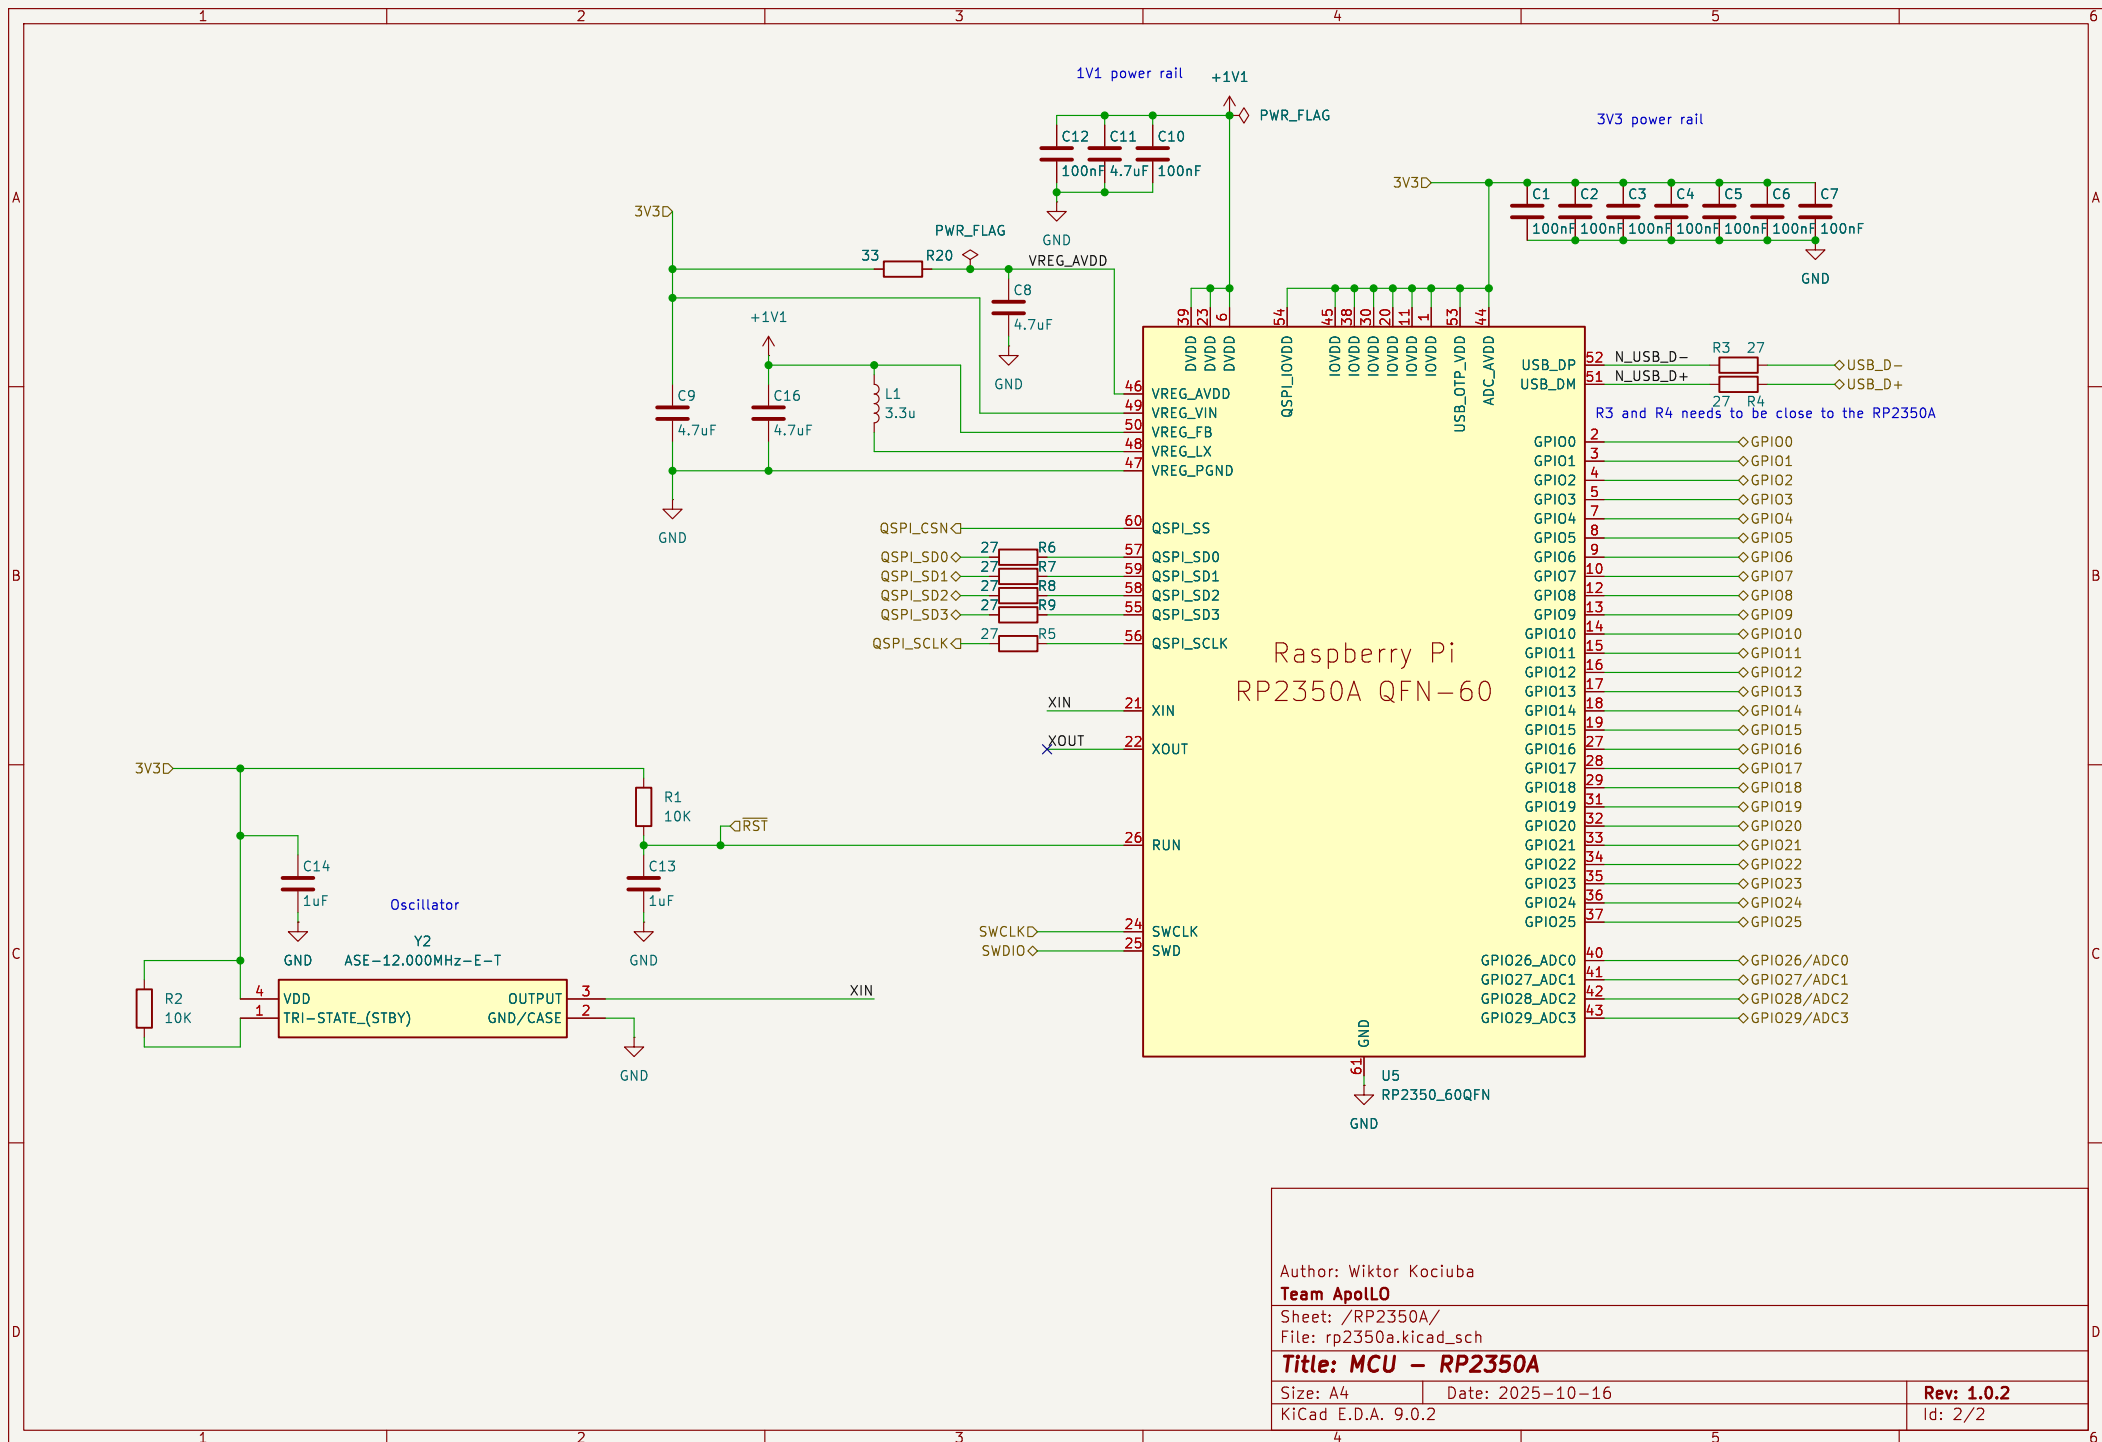 1 2 3 4 5 6
1V1 power rail
+1V1
PWR_FLAG
C12 C11 C10
100nF 4.7uF 100nF
GND
3V3 power rail
3V3
C1 C2 C3 C4 C5 C6 C7
100nF 100nF 100nF 100nF 100nF 100nF 100nF
GND
A A
3V3
PWR_FLAG
33 R20
VREG_AVDD
C8
4.7uF
GND
+1V1
C9
4.7uF
C16
4.7uF
L1
3.3u
GND
39 23 6 54 45 38 30 20 11 1 53 44
DVDD DVDD DVDD QSPI_IOVDD IOVDD IOVDD IOVDD IOVDD IOVDD IOVDD USB_OTP_VDD ADC_AVDD
46 VREG_AVDD
49 VREG_VIN
50 VREG_FB
48 VREG_LX
47 VREG_PGND
QSPI_CSN 60 QSPI_SS
QSPI_SD0 27 R6 57 QSPI_SD0
QSPI_SD1 27 R7 59 QSPI_SD1
QSPI_SD2 27 R8 58 QSPI_SD2
QSPI_SD3 27 R9 55 QSPI_SD3
QSPI_SCLK 27 R5 56 QSPI_SCLK
B B
XIN 21 XIN
XOUT 22 XOUT
Raspberry Pi
RP2350A QFN-60
USB_DP 52 N_USB_D- R3 27 USB_D-
USB_DM 51 N_USB_D+ 27 R4 USB_D+
R3 and R4 needs to be close to the RP2350A
GPIO0 2 GPIO0
GPIO1 3 GPIO1
GPIO2 4 GPIO2
GPIO3 5 GPIO3
GPIO4 7 GPIO4
GPIO5 8 GPIO5
GPIO6 9 GPIO6
GPIO7 10 GPIO7
GPIO8 12 GPIO8
GPIO9 13 GPIO9
GPIO10 14 GPIO10
GPIO11 15 GPIO11
GPIO12 16 GPIO12
GPIO13 17 GPIO13
GPIO14 18 GPIO14
GPIO15 19 GPIO15
GPIO16 27 GPIO16
GPIO17 28 GPIO17
GPIO18 29 GPIO18
GPIO19 31 GPIO19
GPIO20 32 GPIO20
GPIO21 33 GPIO21
GPIO22 34 GPIO22
GPIO23 35 GPIO23
GPIO24 36 GPIO24
GPIO25 37 GPIO25
GPIO26_ADC0 40 GPIO26/ADC0
GPIO27_ADC1 41 GPIO27/ADC1
GPIO28_ADC2 42 GPIO28/ADC2
GPIO29_ADC3 43 GPIO29/ADC3
3V3
R1
10K
RST
26 RUN
C14
1uF
GND
C13
1uF
GND
SWCLK 24 SWCLK
SWDIO 25 SWD
C C
Oscillator
Y2
ASE-12.000MHz-E-T
R2
10K
4 VDD OUTPUT 3 XIN
1 TRI-STATE_(STBY) GND/CASE 2
GND
GND
61
U5
RP2350_60QFN
GND
D D
Author: Wiktor Kociuba
Team ApolLO
Sheet: /RP2350A/
File: rp2350a.kicad_sch
Title: MCU - RP2350A
Size: A4 Date: 2025-10-16 Rev: 1.0.2
KiCad E.D.A. 9.0.2 Id: 2/2
1 2 3 4 5 6